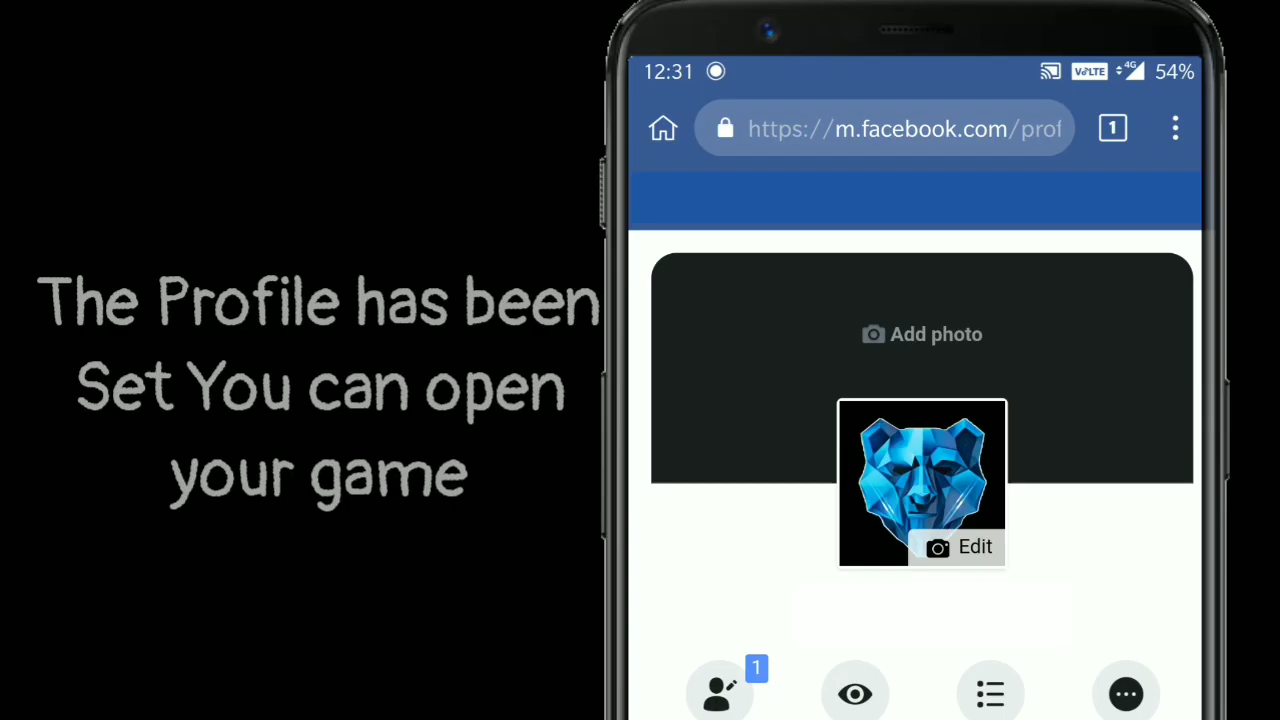 12:31
VoLTE
4G
54%
https://m.facebook.com/prof
1
Add photo
Edit
1
The Profile has been
Set You can open
your game